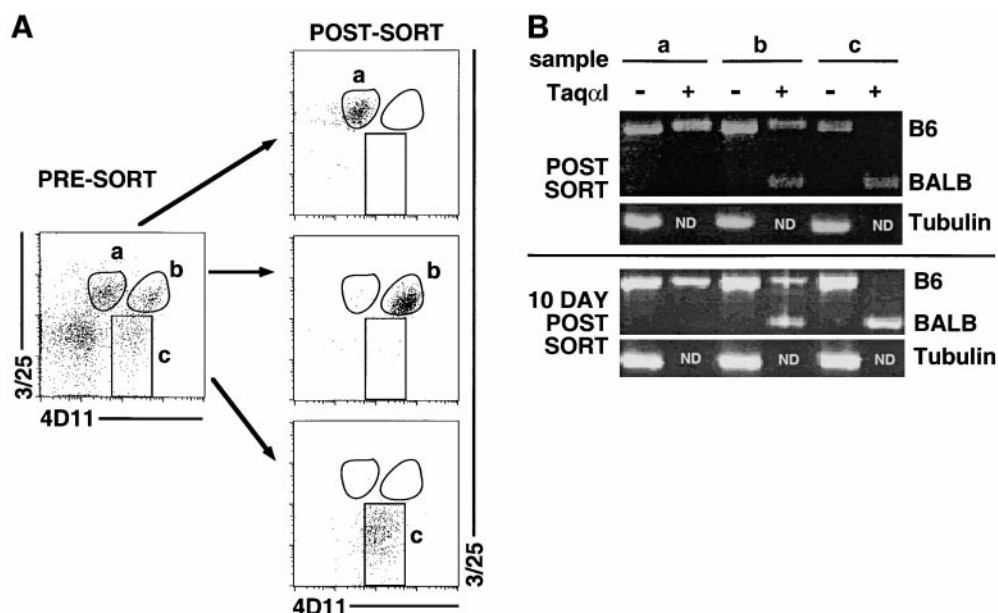 A
POST-SORT
a
PRE-SORT
a
b
c
3/25
4D11
b
c
4D11
3/25
B
sample a b c
TaqαI - + - + - +
POST
SORT
B6
BALB
ND ND ND
Tubulin
10 DAY
POST
SORT
B6
BALB
ND ND ND
Tubulin